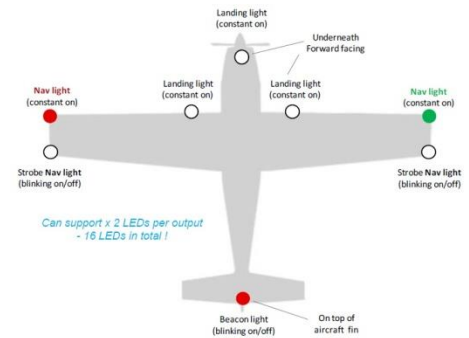 Landing light
(constant on)
Underneath
Forward facing
Nav light
(constant on)
Landing light
(constant on)
Landing light
(constant on)
Nav light
(constant on)
Strobe Nav light
(blinking on/off)
Strobe Nav light
(blinking on/off)
Can support x 2 LEDs per output
- 16 LEDs in total !
Beacon light
(blinking on/off)
On top of
aircraft fin